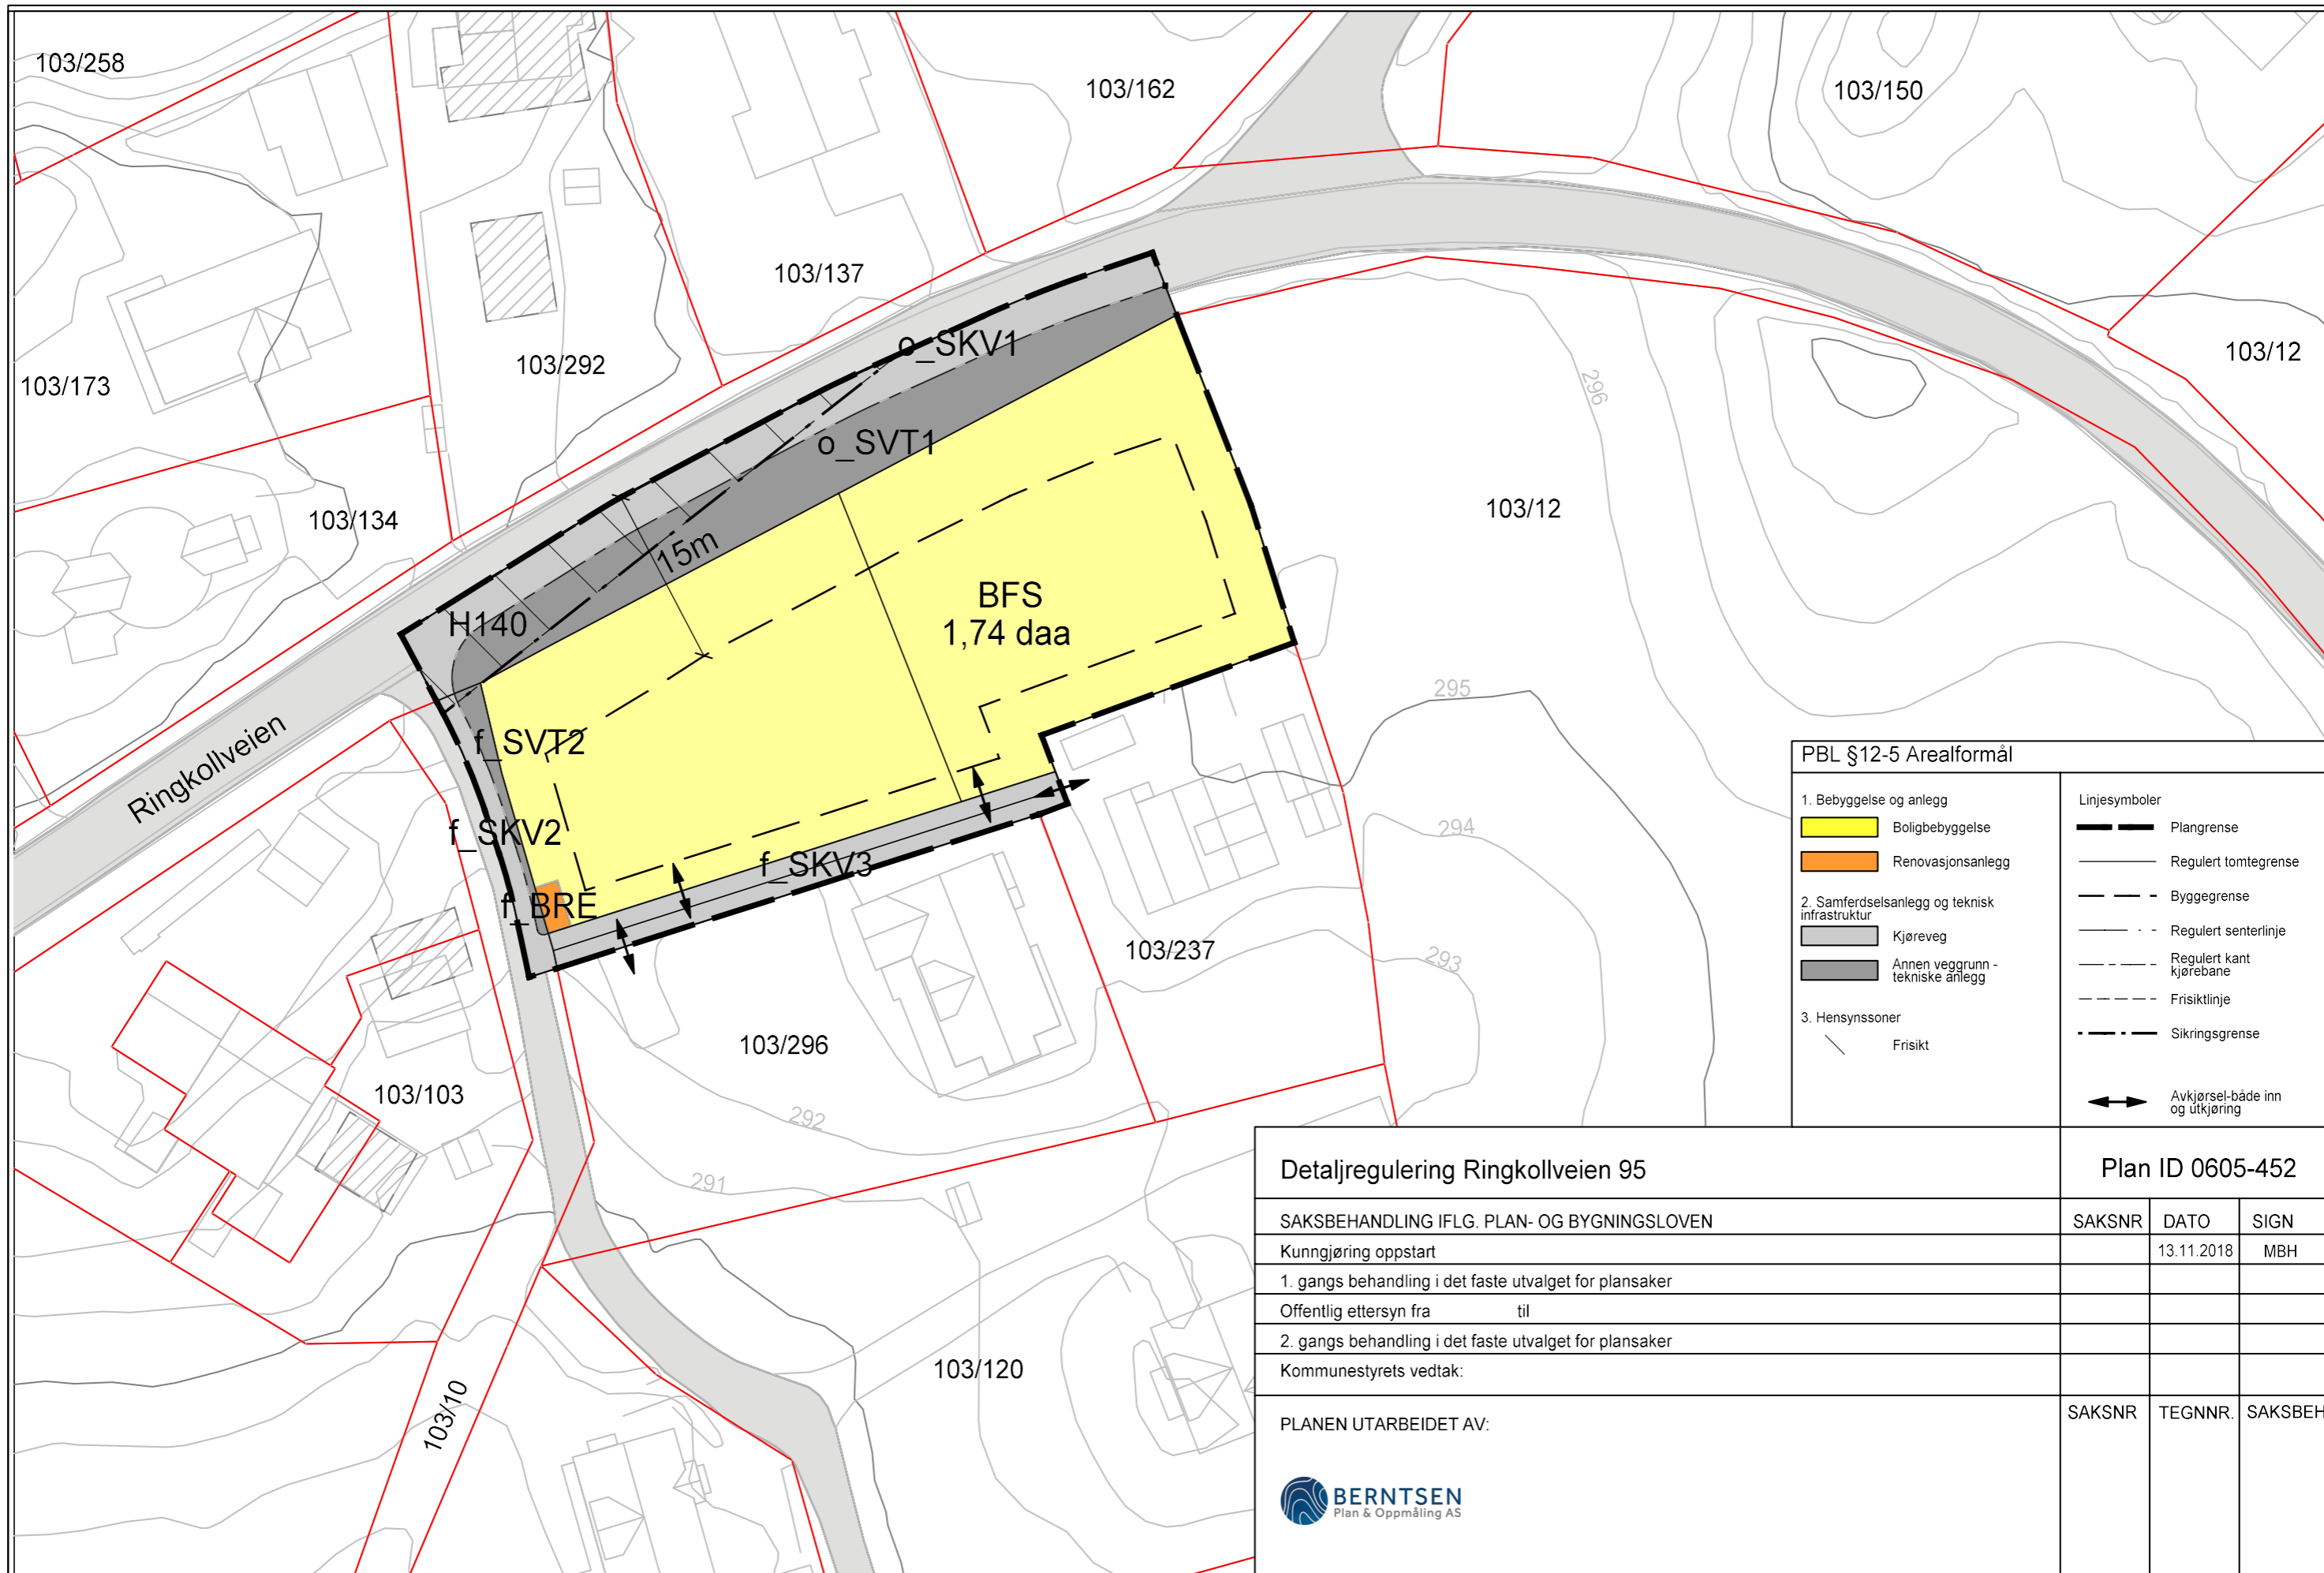 103/258
103/162
103/150
103/137
103/292
103/173
103/134
103/12
103/12
o_SKV1
o_SVT1
15m
H140
BFS
1,74 daa
296
295
294
293
292
291
Ringkollveien
f_SVT2
f_SKV2
f_SKV3
f_BRE
103/237
103/296
103/103
103/120
103/10
PBL §12-5 Arealformål
1. Bebyggelse og anlegg
Boligbebyggelse
Renovasjonsanlegg
2. Samferdselsanlegg og teknisk
infrastruktur
Kjøreveg
Annen veggrunn -
tekniske anlegg
3. Hensynssoner
Frisikt
Linjesymboler
Plangrense
Regulert tomtegrense
Byggegrense
Regulert senterlinje
Regulert kant
kjørebane
Frisiktlinje
Sikringsgrense
Avkjørsel-både inn
og utkjøring
Detaljregulering Ringkollveien 95
Plan ID 0605-452
SAKSBEHANDLING IFLG. PLAN- OG BYGNINGSLOVEN SAKSNR DATO SIGN
Kunngjøring oppstart 13.11.2018 MBH
1. gangs behandling i det faste utvalget for plansaker
Offentlig ettersyn fra til
2. gangs behandling i det faste utvalget for plansaker
Kommunestyrets vedtak:
PLANEN UTARBEIDET AV: SAKSNR TEGNNR. SAKSBEH
BERNTSEN
Plan & Oppmåling AS